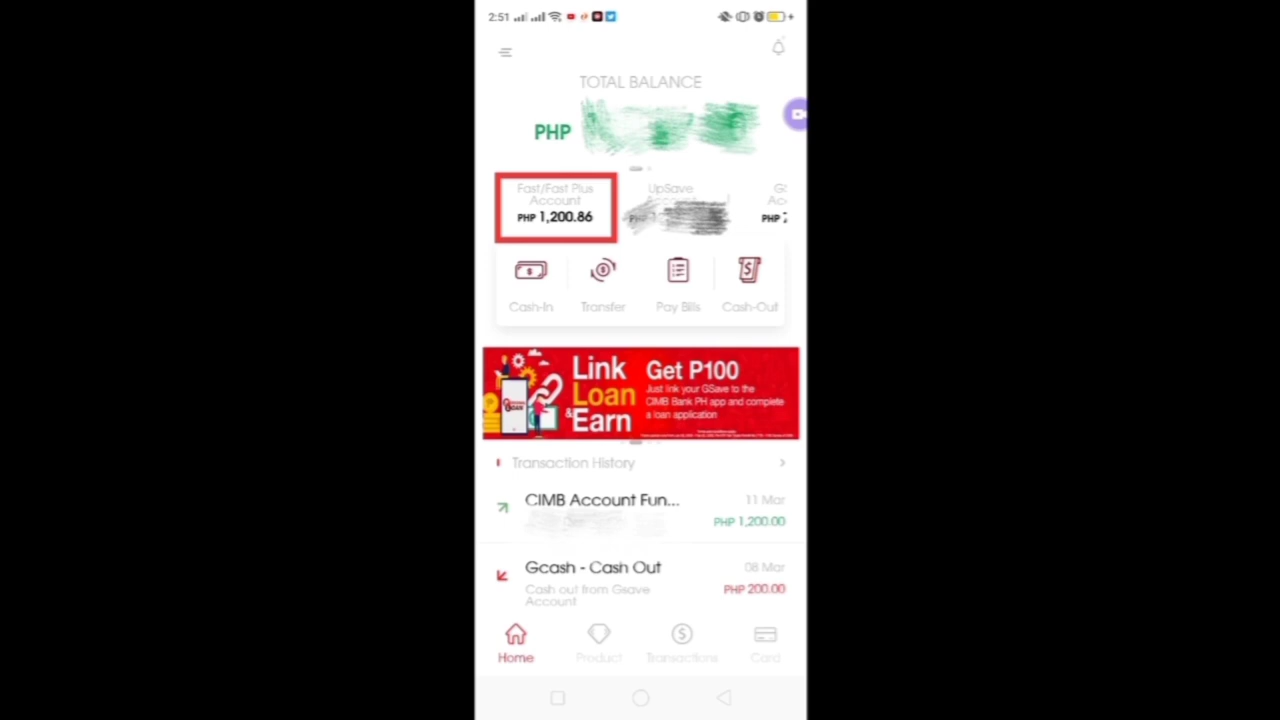 2:51
TOTAL BALANCE
PHP
Fast/Fast Plus
Account
PHP 1,200.86
UpSave
Account
PHP
PHP
Cash-In
Transfer
Pay Bills
Cash-Out
Link
Loan
& Earn
Get P100
Just link your GSave to the
CIMB Bank PH app and complete
a loan application
Transaction History
CIMB Account Fun...
11 Mar
PHP 1,200.00
Gcash - Cash Out
08 Mar
Cash out from Gsave
Account
PHP 200.00
Home
Product
Transactions
Card